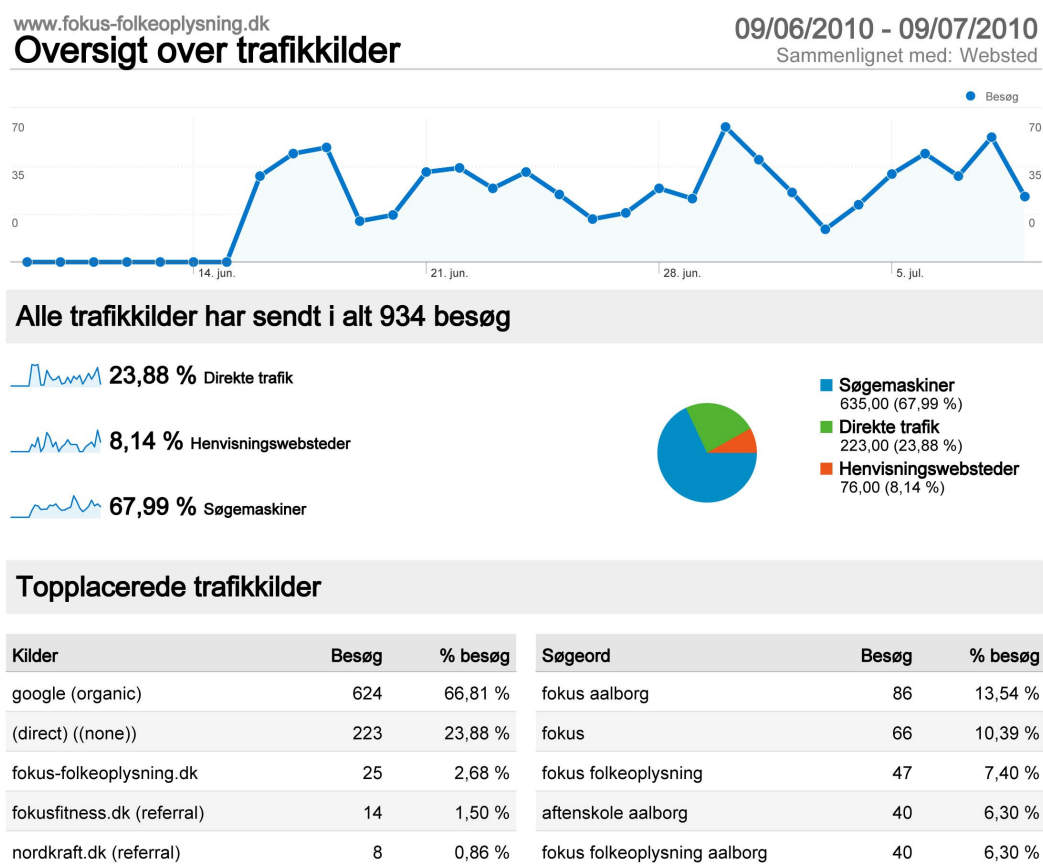 www.fokus-folkeoplysning.dk
Oversigt over trafikkilder
09/06/2010 - 09/07/2010
Sammenlignet med: Websted
Besøg
70 70
35 35
0 0
14. jun. 21. jun. 28. jun. 5. jul.
Alle trafikkilder har sendt i alt 934 besøg
23,88 % Direkte trafik
8,14 % Henvisningswebsteder
67,99 % Søgemaskiner
Søgemaskiner
635,00 (67,99 %)
Direkte trafik
223,00 (23,88 %)
Henvisningswebsteder
76,00 (8,14 %)
Topplacerede trafikkilder
Kilder Besøg % besøg
google (organic) 624 66,81 %
(direct) ((none)) 223 23,88 %
fokus-folkeoplysning.dk 25 2,68 %
fokusfitness.dk (referral) 14 1,50 %
nordkraft.dk (referral) 8 0,86 %
Søgeord Besøg % besøg
fokus aalborg 86 13,54 %
fokus 66 10,39 %
fokus folkeoplysning 47 7,40 %
aftenskole aalborg 40 6,30 %
fokus folkeoplysning aalborg 40 6,30 %